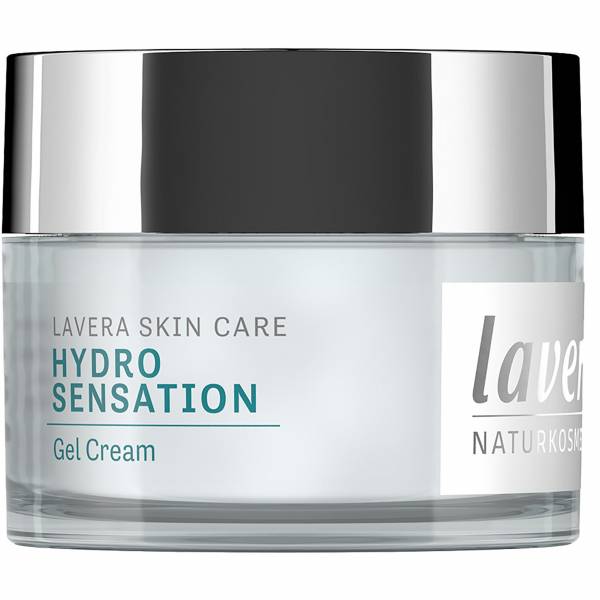 LAVERA SKIN CARE
HYDRO
SENSATION
Gel Cream
laver
NATURKOSME